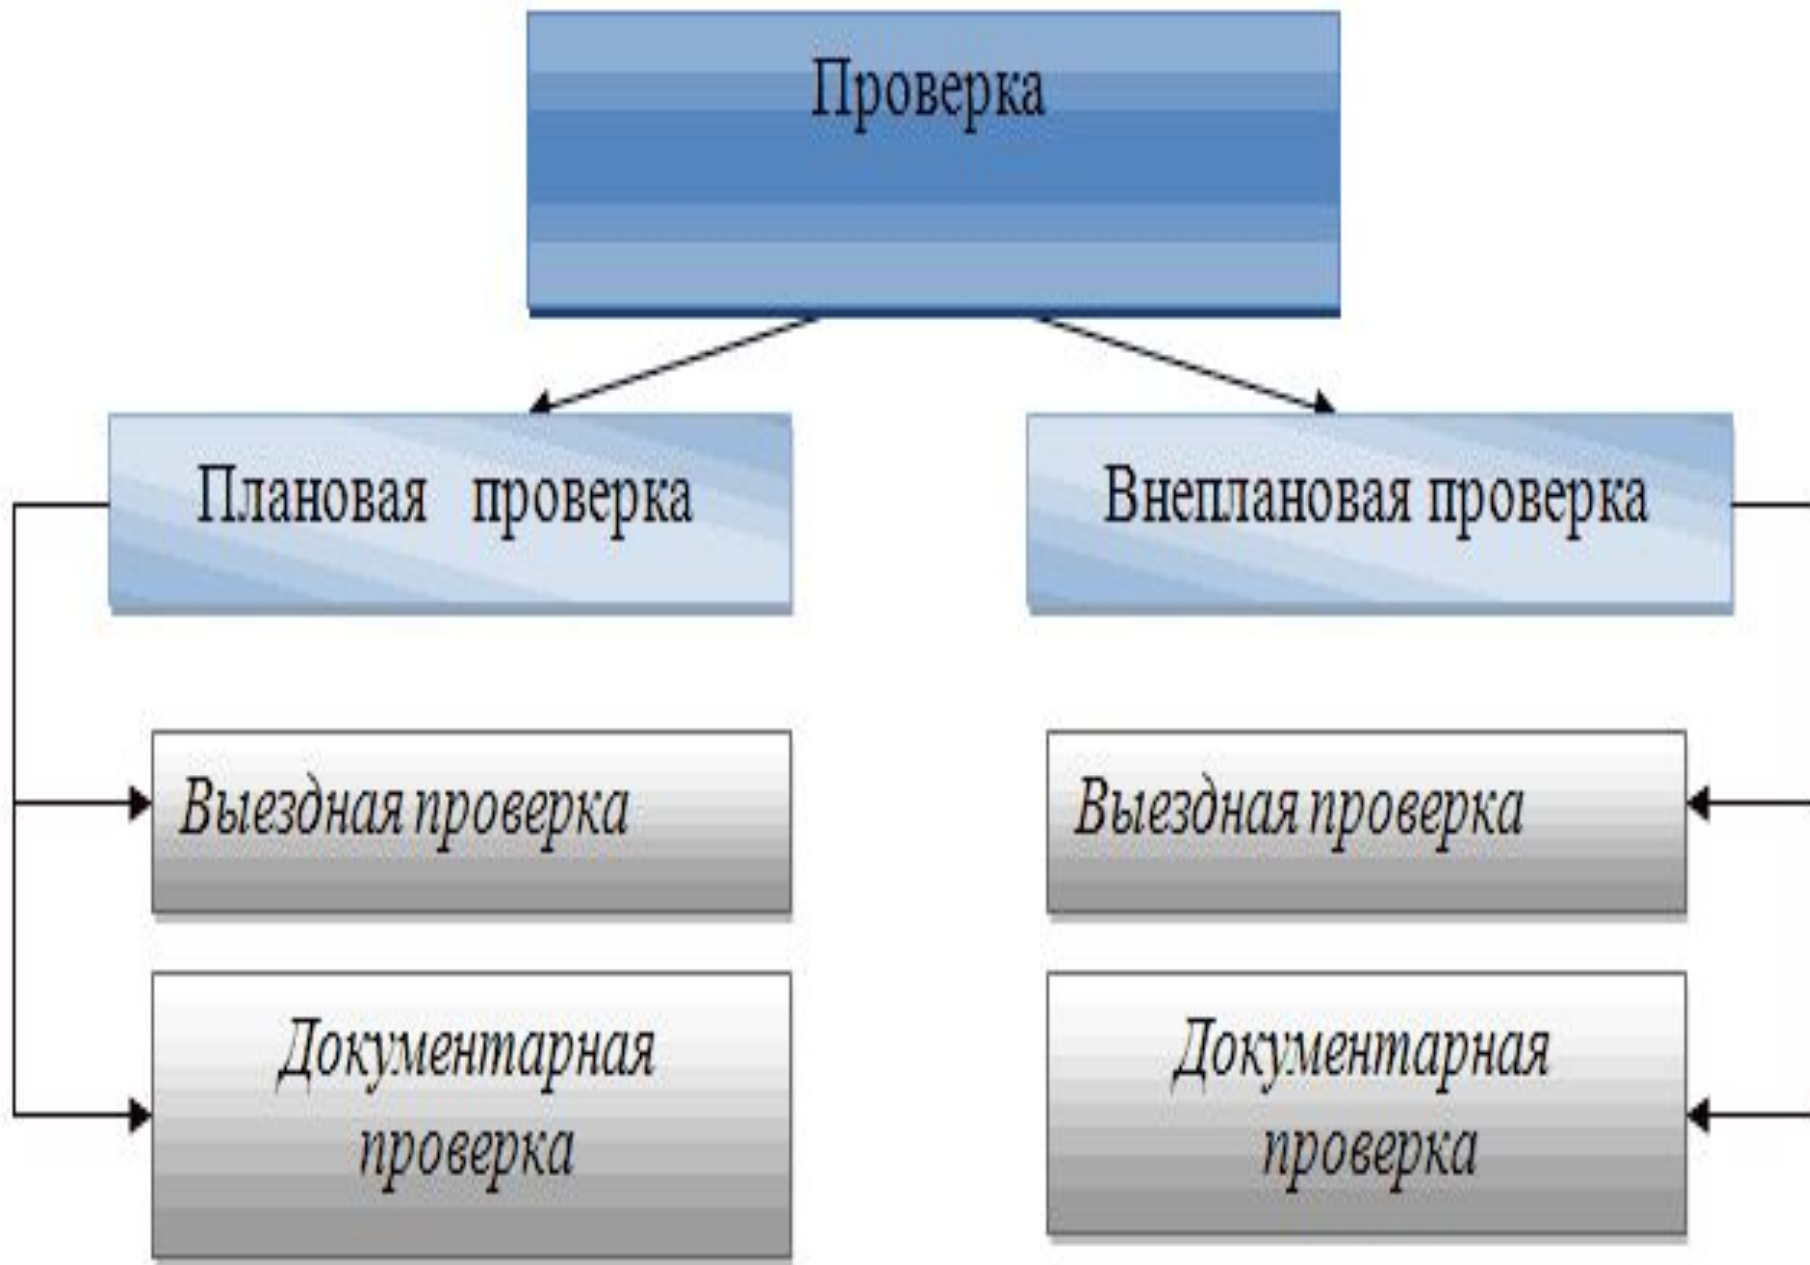 Проверка
Плановая проверка
Внеплановая проверка
Выездная проверка
Выездная проверка
Документарная
проверка
Документарная
проверка